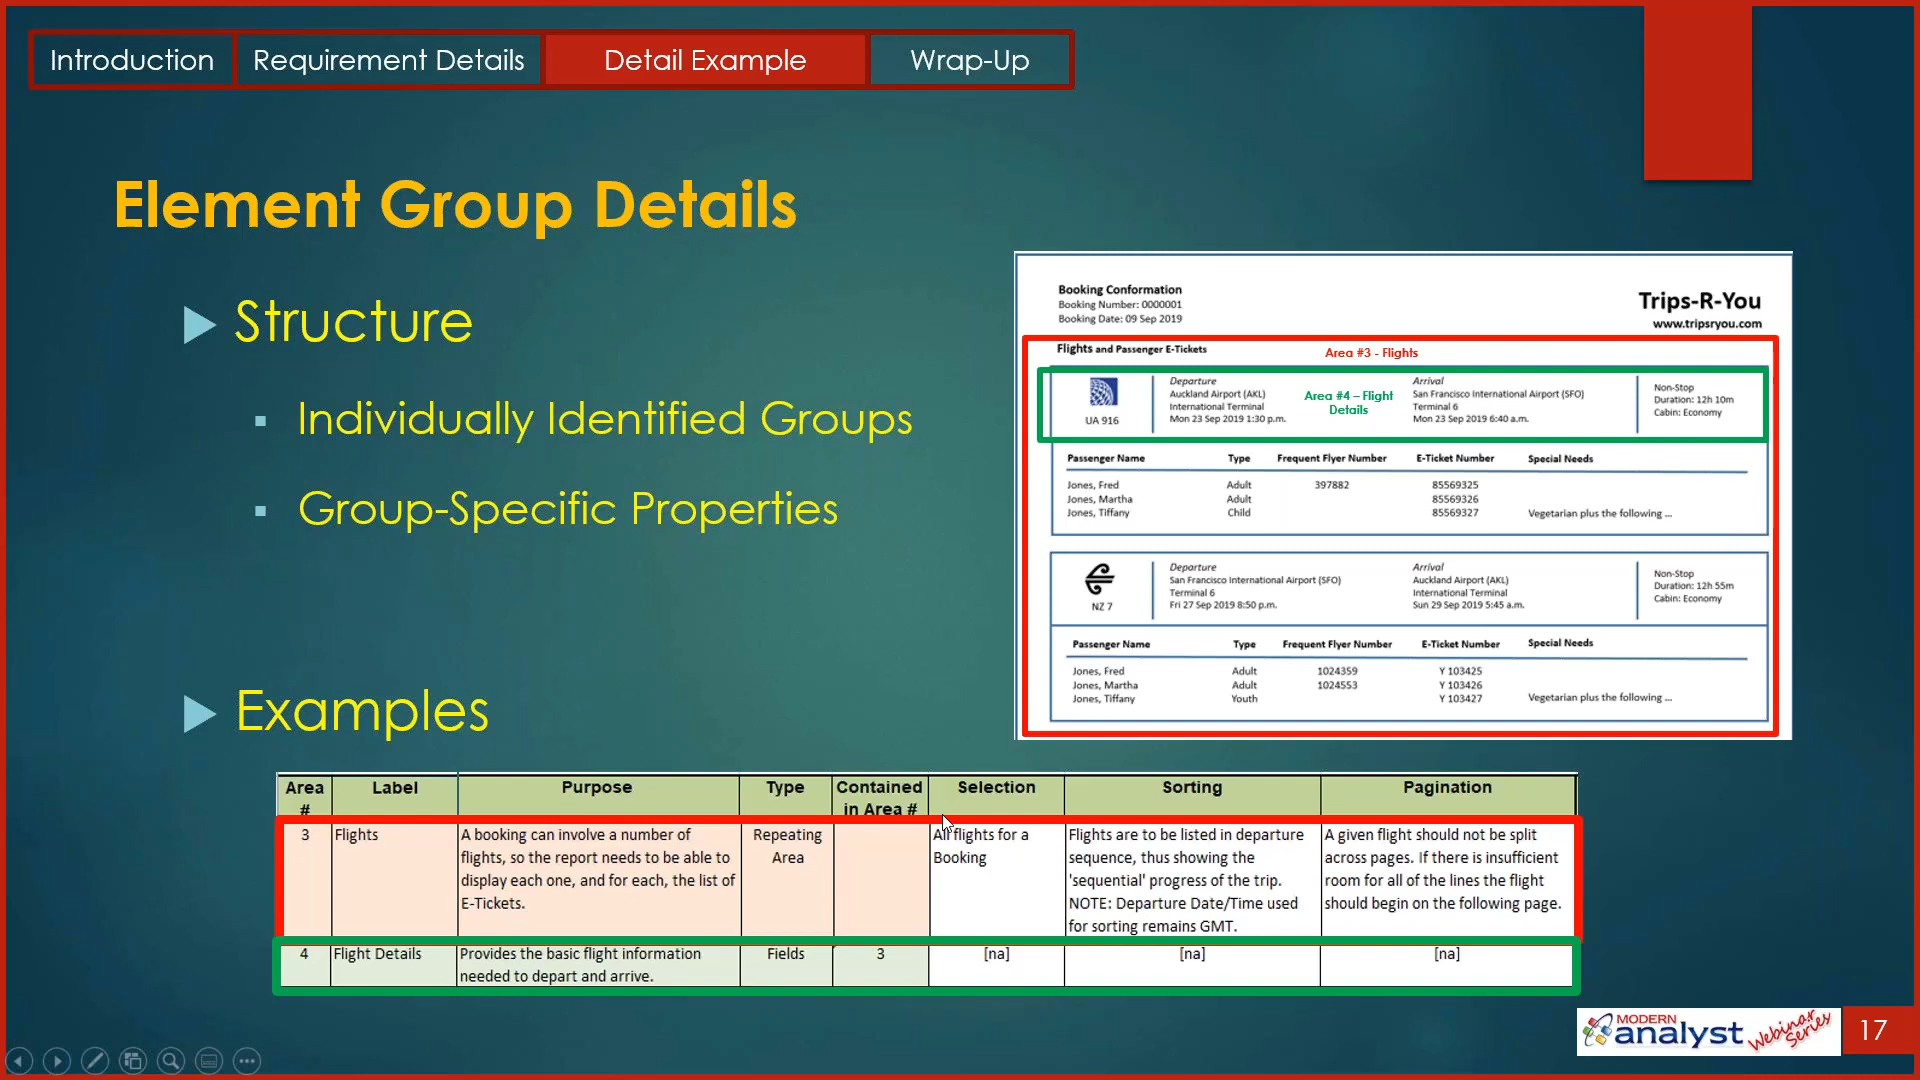 Introduction
Requirement Details
Detail Example
Wrap-Up
Element Group Details
Structure
Individually Identified Groups
Group-Specific Properties
Examples
Booking Conformation
Booking Number: 0000001
Booking Date: 09 Sep 2019
Trips-R-You
www.tripsryou.com
Flights and Passenger E-Tickets
Area #3 - Flights
UA 916
Departure
Auckland Airport (AKL)
International Terminal
Mon 23 Sep 2019 1:30 p.m.
Area #4 – Flight
Details
Arrival
San Francisco International Airport (SFO)
Terminal 6
Mon 23 Sep 2019 6:40 a.m.
Non-Stop
Duration: 12h 10m
Cabin: Economy
Passenger Name Type Frequent Flyer Number E-Ticket Number Special Needs
Jones, Fred Adult 397882 85569325
Jones, Martha Adult 85569326
Jones, Tiffany Child 85569327 Vegetarian plus the following ...
NZ 7
Departure
San Francisco International Airport (SFO)
Terminal 6
Fri 27 Sep 2019 8:50 p.m.
Arrival
Auckland Airport (AKL)
International Terminal
Sun 29 Sep 2019 5:45 a.m.
Non-Stop
Duration: 12h 55m
Cabin: Economy
Passenger Name Type Frequent Flyer Number E-Ticket Number Special Needs
Jones, Fred Adult 1024359 Y 103425
Jones, Martha Adult 1024553 Y 103426
Jones, Tiffany Youth Y 103427 Vegetarian plus the following ...
Area
#
Label
Purpose
Type
Contained
in Area #
Selection
Sorting
Pagination
3
Flights
A booking can involve a number of
flights, so the report needs to be able to
display each one, and for each, the list of
E-Tickets.
Repeating
Area
All flights for a
Booking
Flights are to be listed in departure
sequence, thus showing the
'sequential' progress of the trip.
NOTE: Departure Date/Time used
for sorting remains GMT.
A given flight should not be split
across pages. If there is insufficient
room for all of the lines the flight
should begin on the following page.
4
Flight Details
Provides the basic flight information
needed to depart and arrive.
Fields
3
[na]
[na]
[na]
MODERN
analyst
Webinar
Series
17